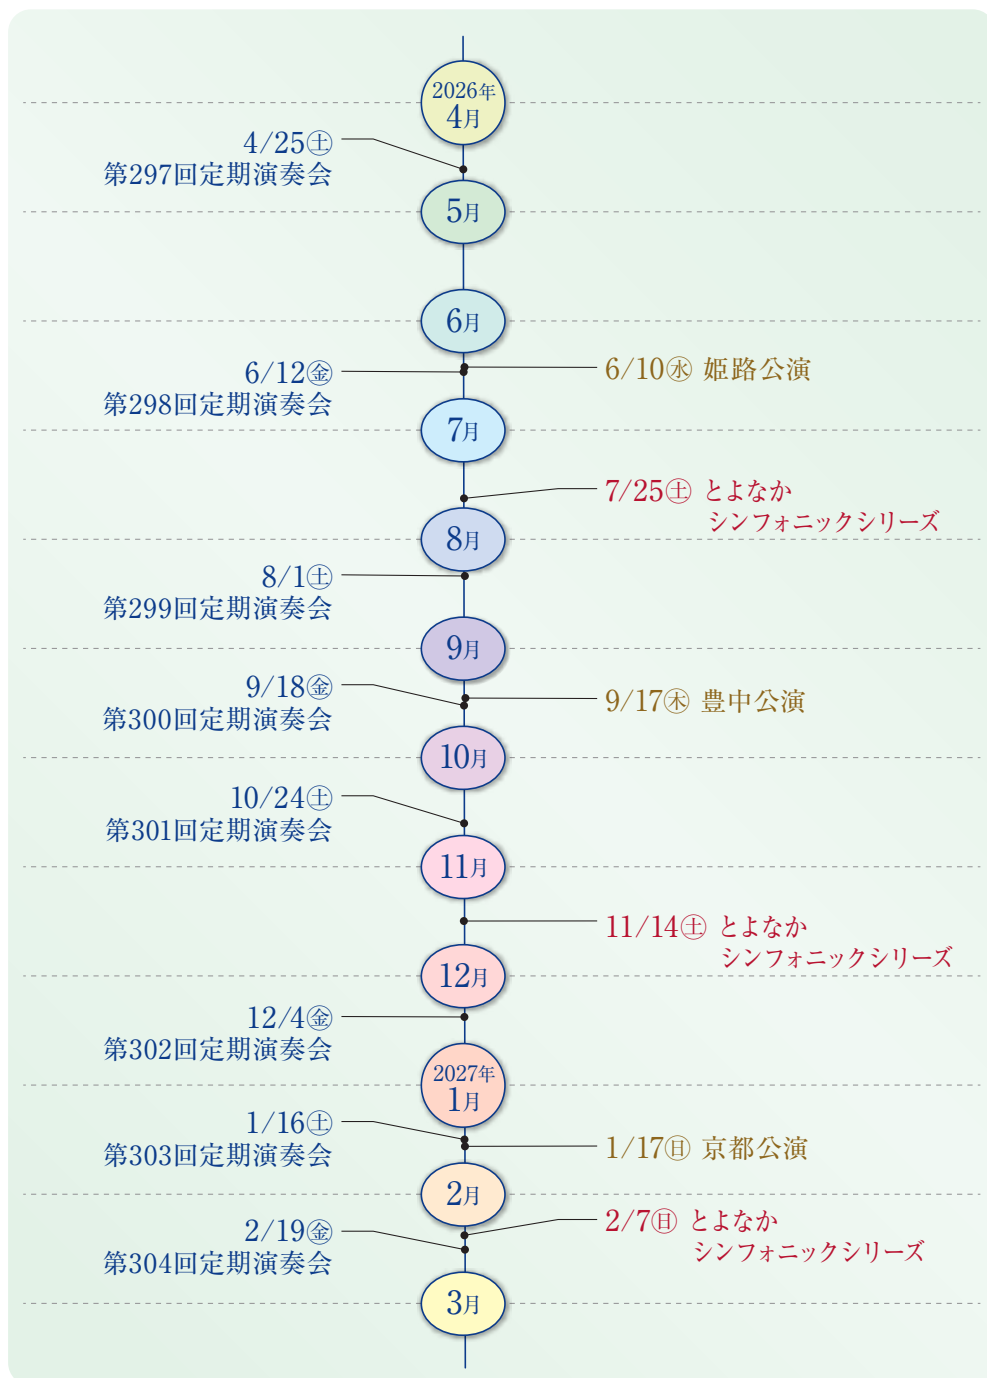 2026年
4月
4/25㊏
第297回定期演奏会
5月
6月
6/10㊌ 姫路公演
6/12㊎
第298回定期演奏会
7月
7/25㊏ とよなか
シンフォニックシリーズ
8月
8/1㊏
第299回定期演奏会
9月
9/18㊎
第300回定期演奏会
9/17㊍ 豊中公演
10月
10/24㊏
第301回定期演奏会
11月
11/14㊏ とよなか
シンフォニックシリーズ
12月
12/4㊎
第302回定期演奏会
2027年
1月
1/16㊏
第303回定期演奏会
1/17㊐ 京都公演
2月
2/7㊐ とよなか
シンフォニックシリーズ
2/19㊎
第304回定期演奏会
3月